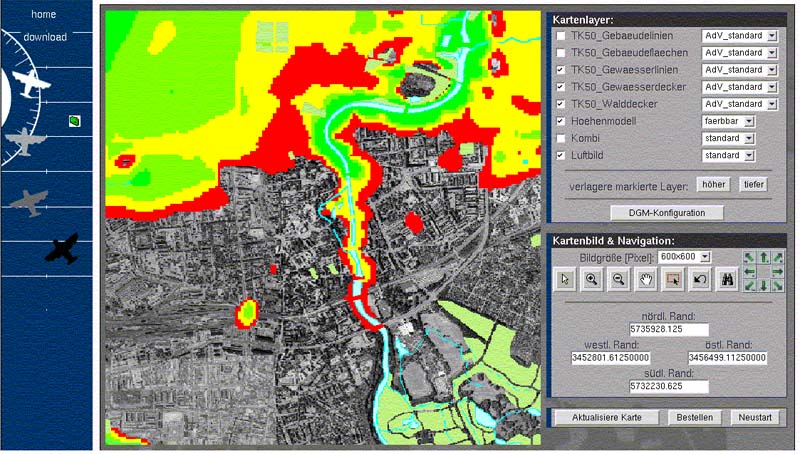 home
download
Kartenlayer:
TK50_Gebaeudelinien AdV_standard
TK50_Gebaeudeflaechen AdV_standard
TK50_Gewaesserlinien AdV_standard
TK50_Gewaesserdecker AdV_standard
TK50_Walddecker AdV_standard
Hoehenmodell faerbbar
Kombi standard
Luftbild standard
verlagere markierte Layer: höher tiefer
DGM-Konfiguration
Kartenbild & Navigation:
Bildgröße [Pixel]: 600x600
nördl. Rand:
5735928.125
westl. Rand: östl. Rand:
3452801.61250000 3456499.11250000
südl. Rand:
5732230.625
Aktualisiere Karte Bestellen Neustart